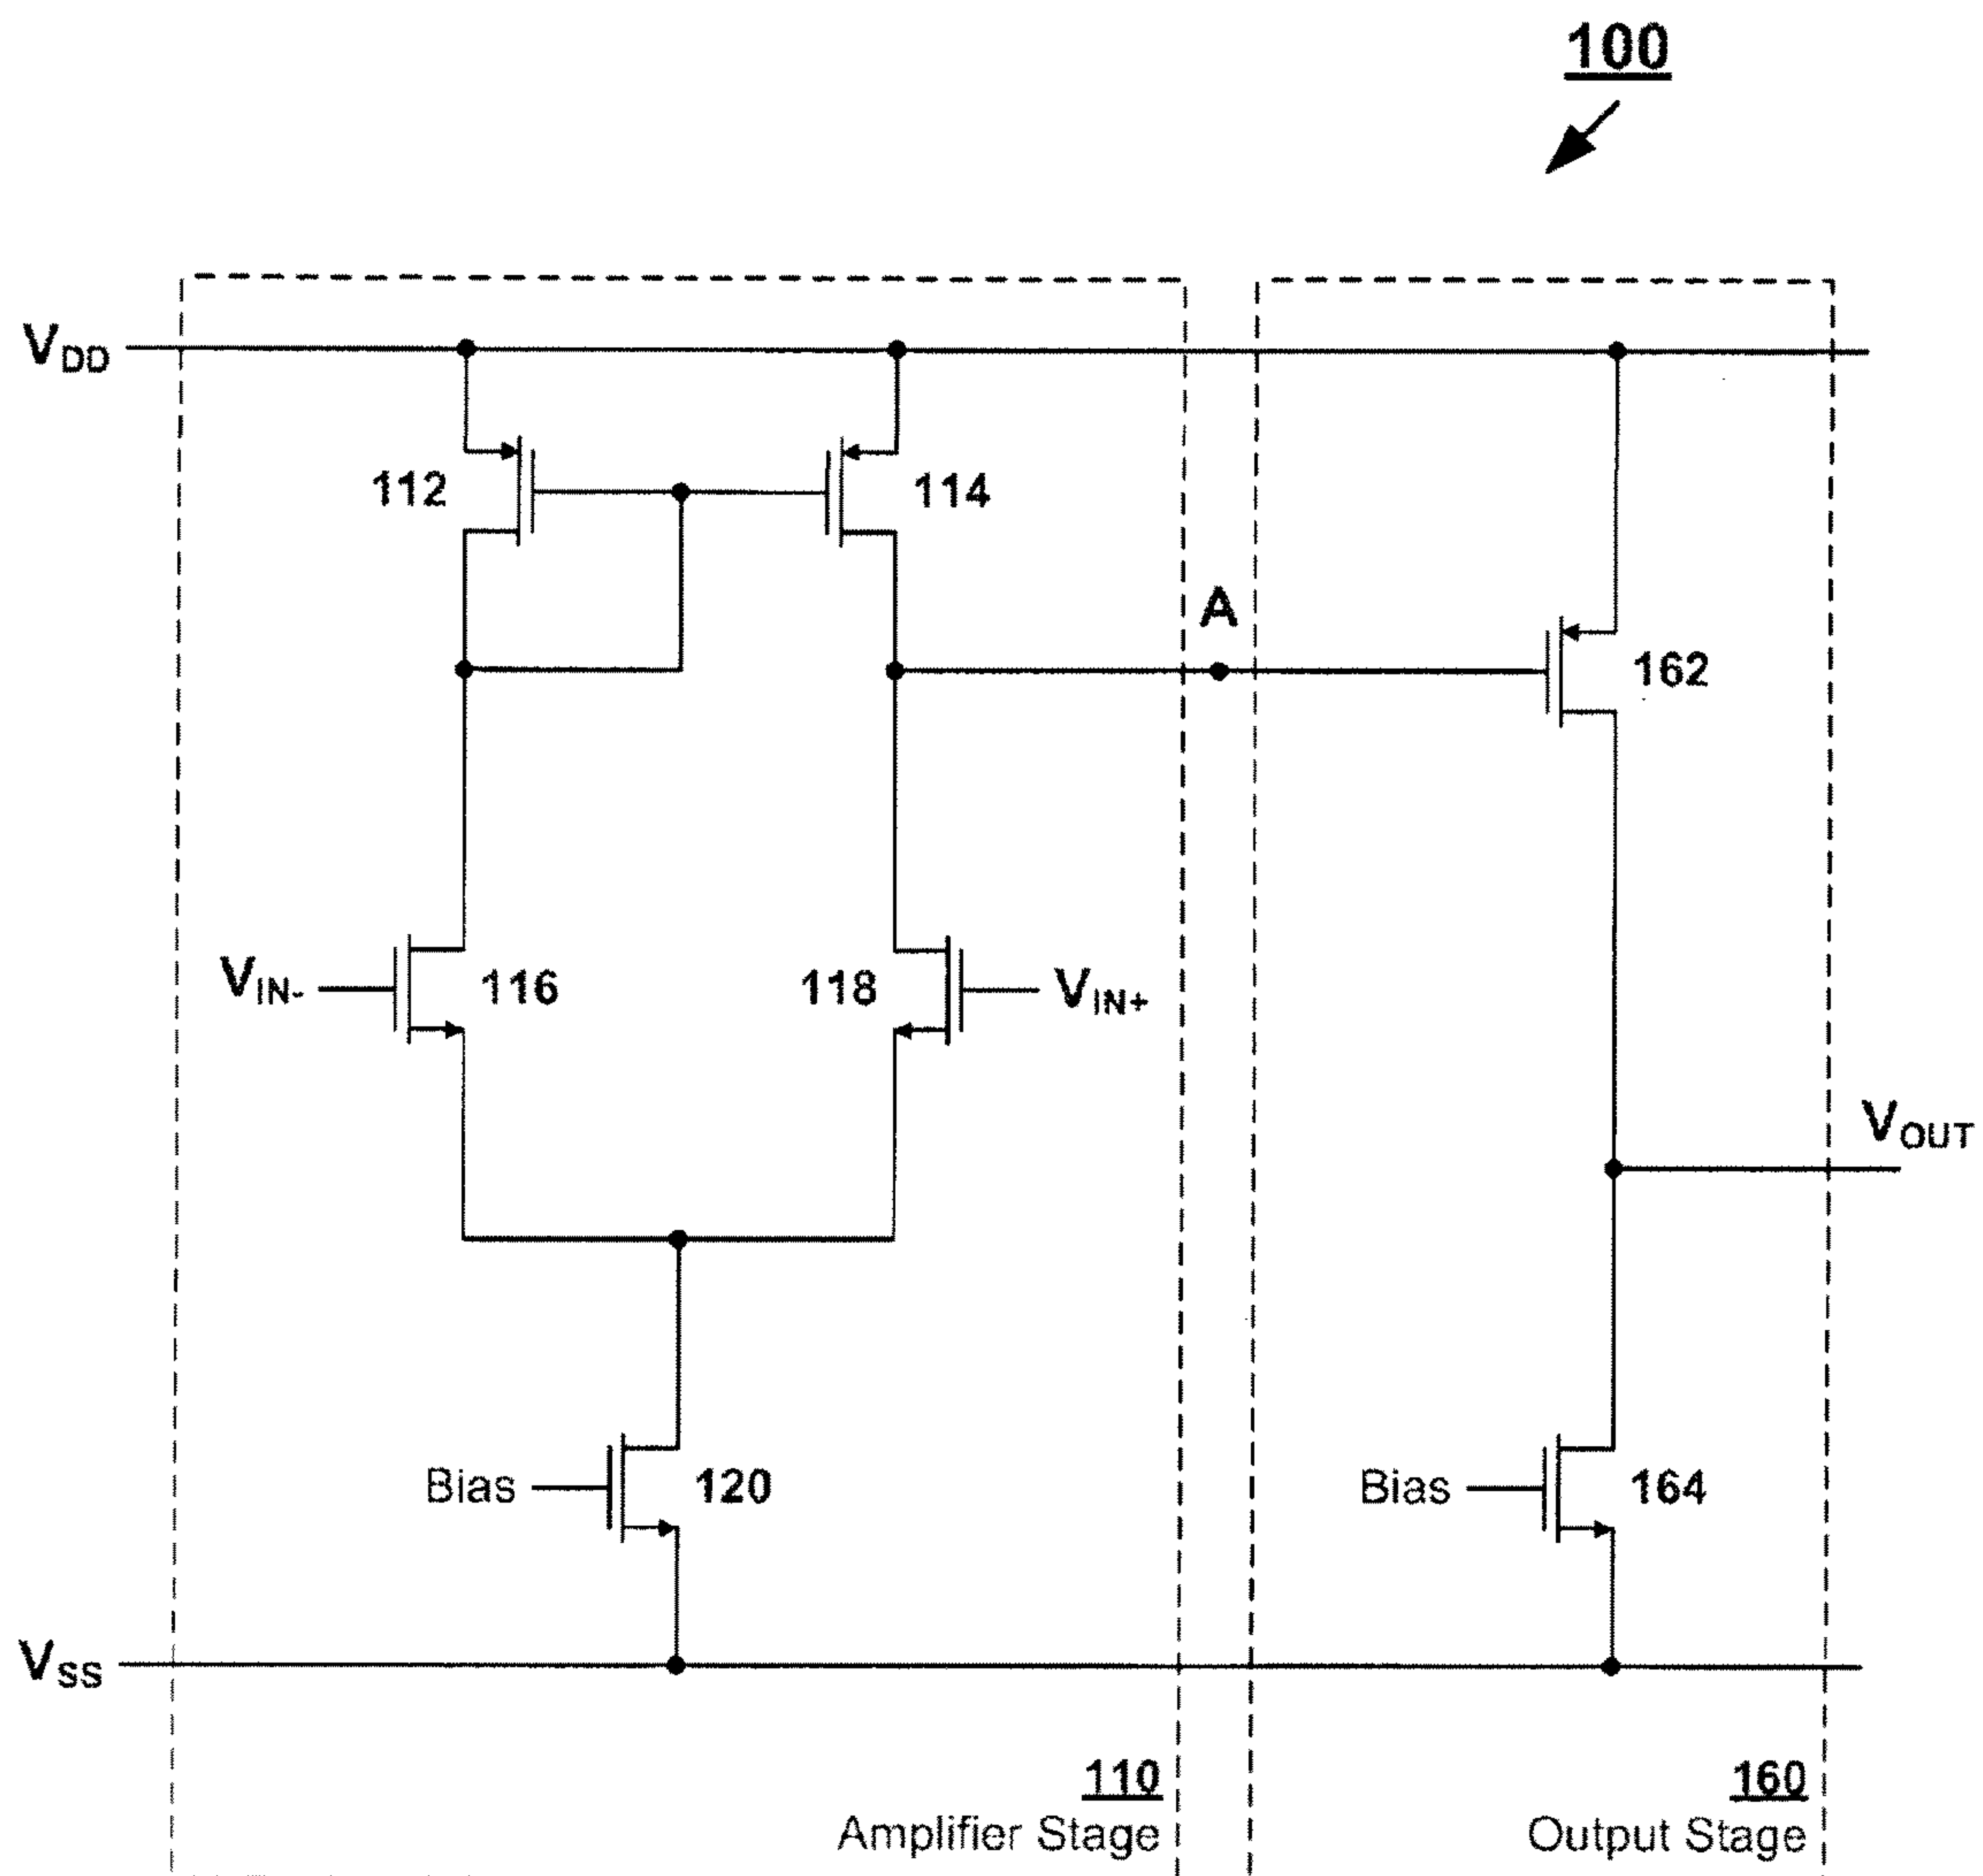 100
VDD
112
114
A
162
VIN-
116
118
VIN+
VOUT
Bias
120
Bias
164
VSS
110
Amplifier Stage
160
Output Stage